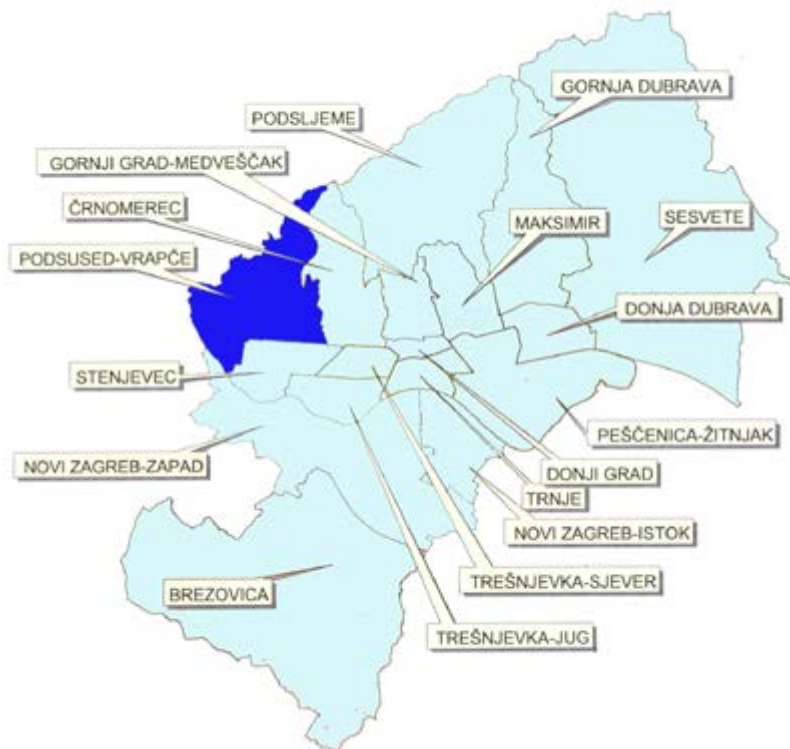 GORNJA DUBRAVA
PODSLJEME
GORNJI GRAD-MEDVEŠČAK
ČRNOMEREC
MAKSIMIR
SESVETE
PODSUSED-VRAPČE
DONJA DUBRAVA
STENJEVEC
PEŠČENICA-ŽITNJAK
NOVI ZAGREB-ZAPAD
DONJI GRAD
TRNJE
NOVI ZAGREB-ISTOK
TREŠNJEVKA-SJEVER
BREZOVICA
TREŠNJEVKA-JUG